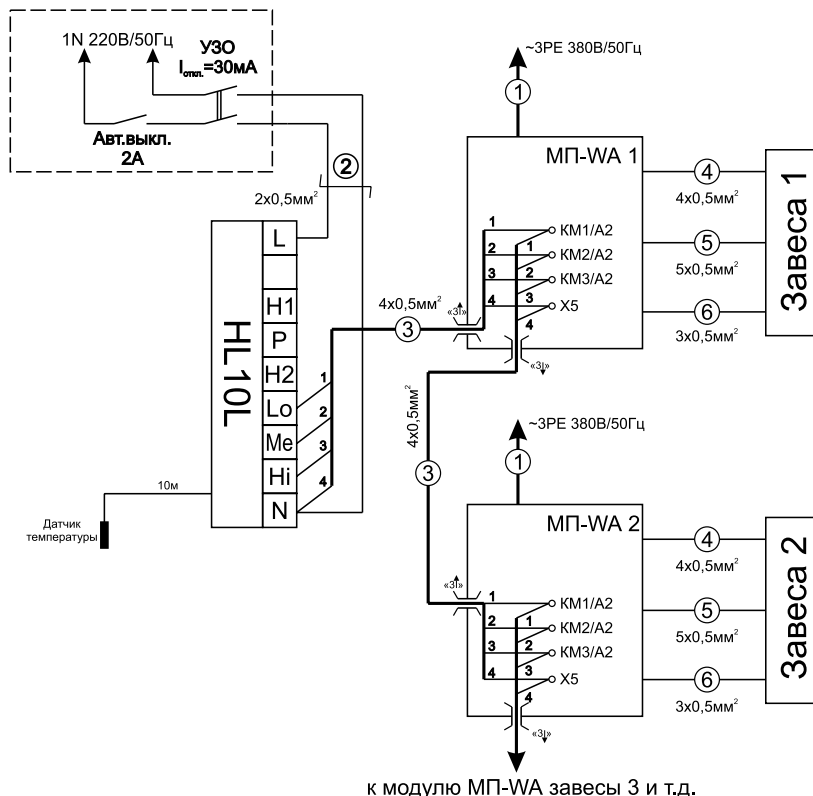 1N 220В/50Гц
УЗО
Iоткл.=30мА
Авт.выкл.
2А
2
2х0,5мм²
HL10L
L
H1
P
H2
Lo
Me
Hi
N
1
2
3
4
10м
Датчик
температуры
4х0,5мм²
3
~3РЕ 380В/50Гц
1
МП-WA 1
«3I»
1
2
3
4
КМ1/А2
КМ2/А2
КМ3/А2
Х5
1
2
3
4
«3I»
4
4х0,5мм²
5
5х0,5мм²
6
3х0,5мм²
Завеса 1
4х0,5мм²
3
~3РЕ 380В/50Гц
1
МП-WA 2
«3I»
1
2
3
4
КМ1/А2
КМ2/А2
КМ3/А2
Х5
1
2
3
4
«3I»
4
4х0,5мм²
5
5х0,5мм²
6
3х0,5мм²
Завеса 2
к модулю МП-WA завесы 3 и т.д.